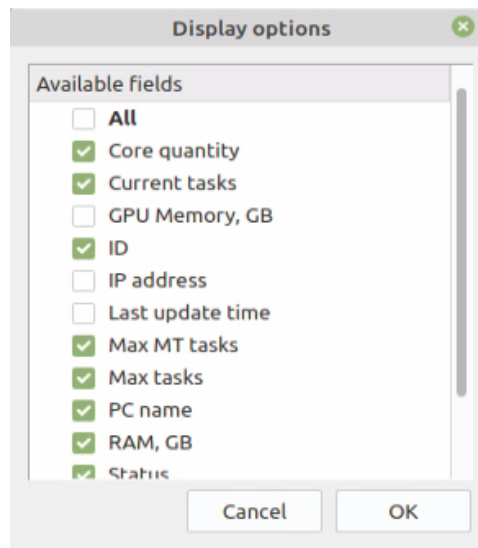 Display options
Available fields
All
Core quantity
Current tasks
GPU Memory, GB
ID
IP address
Last update time
Max MT tasks
Max tasks
PC name
RAM, GB
Status
Cancel OK